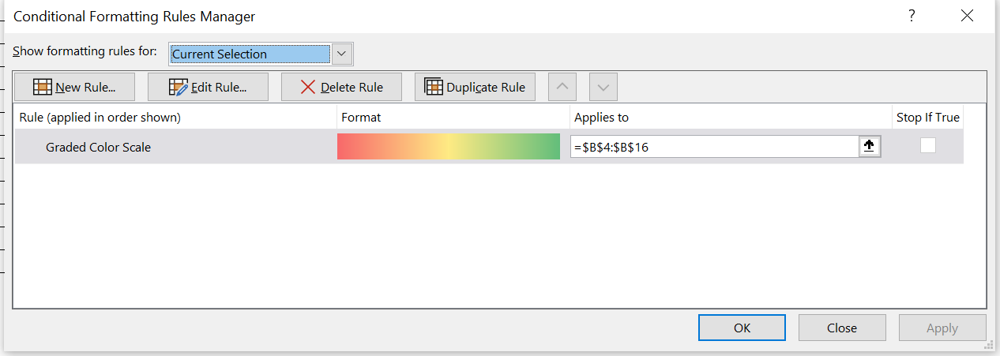 Conditional Formatting Rules Manager ?
Show formatting rules for: Current Selection
New Rule... Edit Rule... Delete Rule Duplicate Rule
Rule (applied in order shown) Format Applies to Stop If True
Graded Color Scale =$B$4:$B$16
OK Close Apply